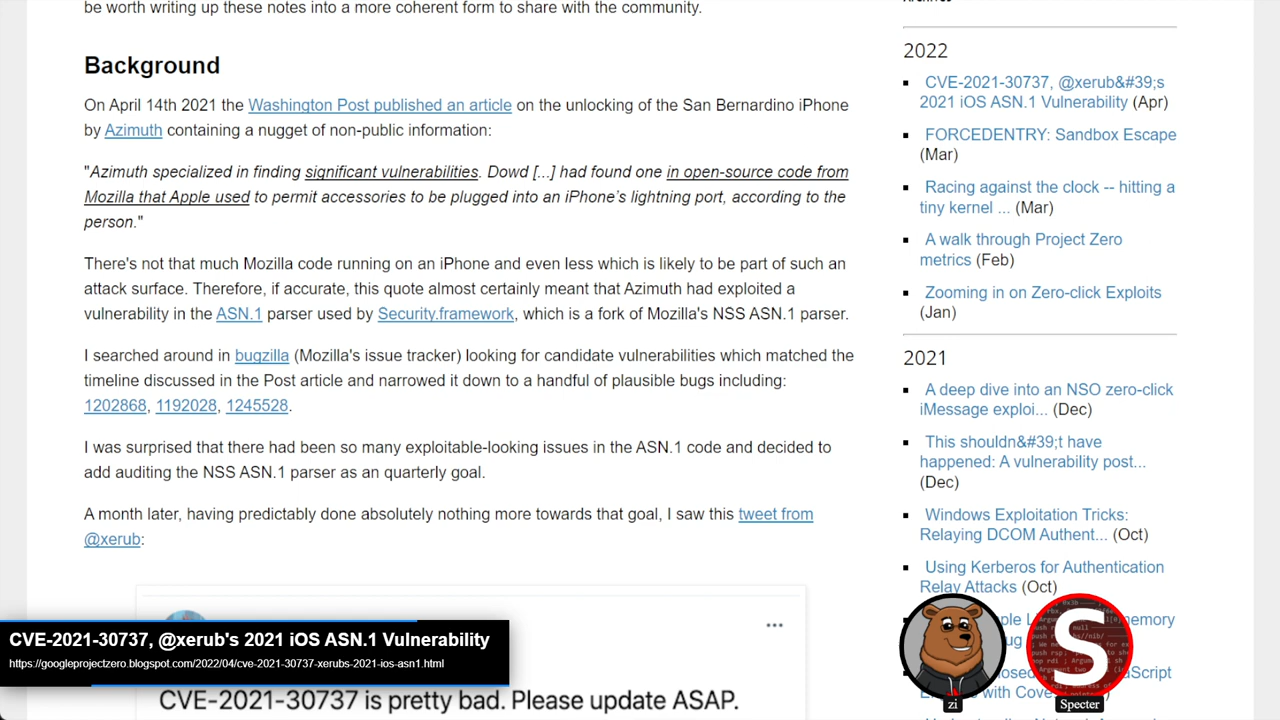 be worth writing up these notes into a more coherent form to share with the community.
Background
On April 14th 2021 the Washington Post published an article on the unlocking of the San Bernardino iPhone
by Azimuth containing a nugget of non-public information:
"Azimuth specialized in finding significant vulnerabilities. Dowd [...] had found one in open-source code from
Mozilla that Apple used to permit accessories to be plugged into an iPhone's lightning port, according to the
person."
There's not that much Mozilla code running on an iPhone and even less which is likely to be part of such an
attack surface. Therefore, if accurate, this quote almost certainly meant that Azimuth had exploited a
vulnerability in the ASN.1 parser used by Security.framework, which is a fork of Mozilla's NSS ASN.1 parser.
I searched around in bugzilla (Mozilla's issue tracker) looking for candidate vulnerabilities which matched the
timeline discussed in the Post article and narrowed it down to a handful of plausible bugs including:
1202868, 1192028, 1245528.
I was surprised that there had been so many exploitable-looking issues in the ASN.1 code and decided to
add auditing the NSS ASN.1 parser as an quarterly goal.
A month later, having predictably done absolutely nothing more towards that goal, I saw this tweet from
@xerub:
CVE-2021-30737 is pretty bad. Please update ASAP.
2022
CVE-2021-30737, @xerub&#39;s
2021 iOS ASN.1 Vulnerability (Apr)
FORCEDENTRY: Sandbox Escape
(Mar)
Racing against the clock -- hitting a
tiny kernel ... (Mar)
A walk through Project Zero
metrics (Feb)
Zooming in on Zero-click Exploits
(Jan)
2021
A deep dive into an NSO zero-click
iMessage exploi... (Dec)
This shouldn&#39;t have
happened: A vulnerability post...
(Dec)
Windows Exploitation Tricks:
Relaying DCOM Authent... (Oct)
Using Kerberos for Authentication
Relay Attacks (Oct)
CVE-2021-30737, @xerub's 2021 iOS ASN.1 Vulnerability
https://googleprojectzero.blogspot.com/2022/04/cve-2021-30737-xerubs-2021-ios-asn1.html
zi
S
Specter